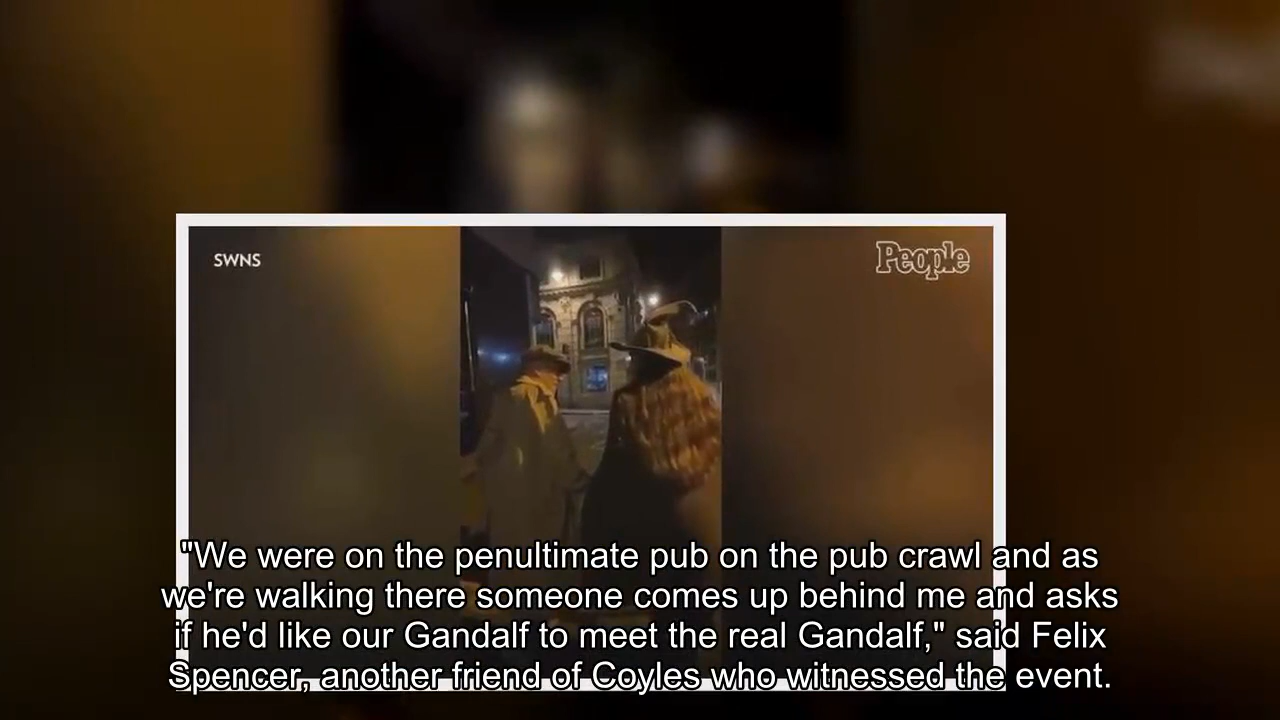 SWNS
People
"We were on the penultimate pub on the pub crawl and as
we're walking there someone comes up behind me and asks
if he'd like our Gandalf to meet the real Gandalf," said Felix
Spencer, another friend of Coyles who witnessed the event.